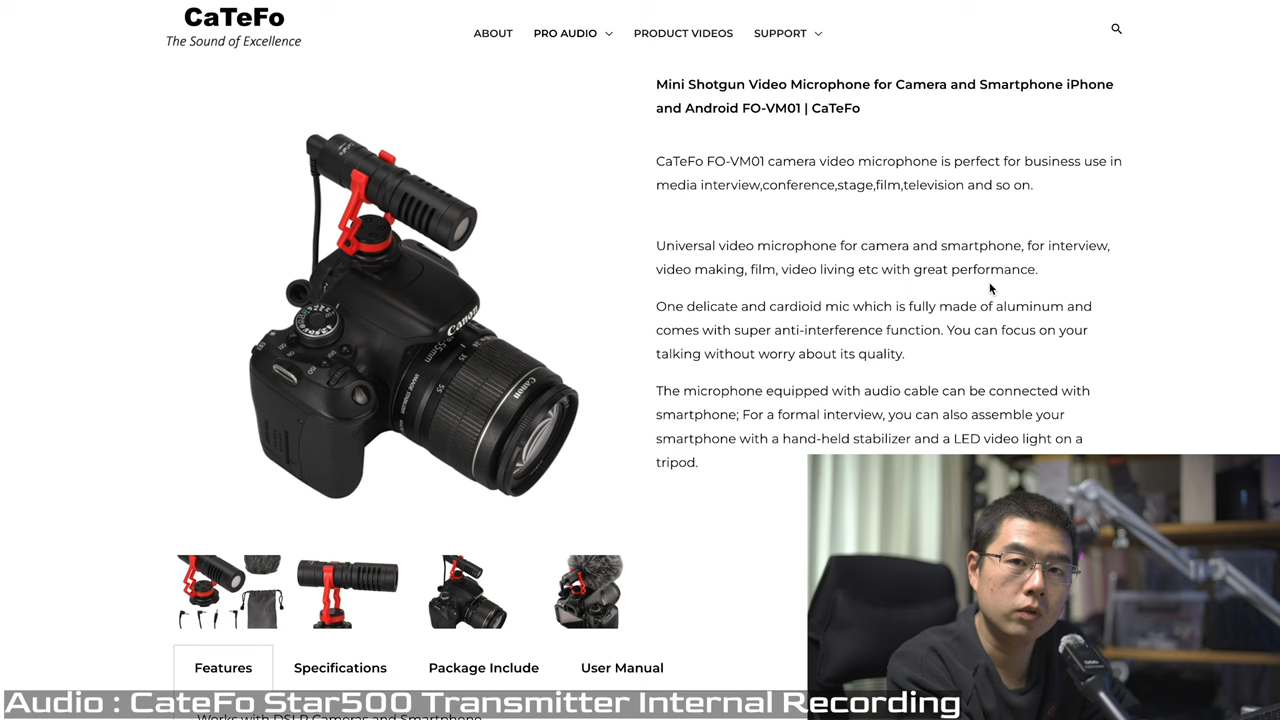 CaTeFo
The Sound of Excellence
ABOUT
PRO AUDIO
PRODUCT VIDEOS
SUPPORT
Mini Shotgun Video Microphone for Camera and Smartphone iPhone
and Android FO-VM01 | CaTeFo
CaTeFo FO-VM01 camera video microphone is perfect for business use in
media interview,conference,stage,film,television and so on.
Universal video microphone for camera and smartphone, for interview,
video making, film, video living etc with great performance.
One delicate and cardioid mic which is fully made of aluminum and
comes with super anti-interference function. You can focus on your
talking without worry about its quality.
The microphone equipped with audio cable can be connected with
smartphone; For a formal interview, you can also assemble your
smartphone with a hand-held stabilizer and a LED video light on a
tripod.
Canon
Features
Specifications
Package Include
User Manual
Works with DSLR Cameras and Smartphone
Audio : CateFo Star500 Transmitter Internal Recording